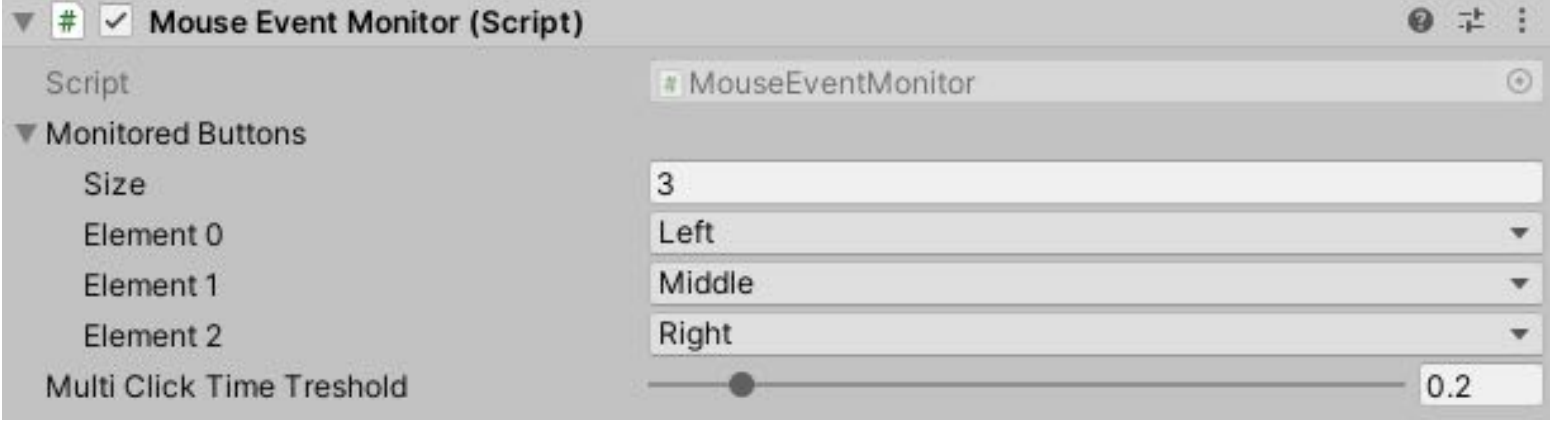 # Mouse Event Monitor (Script)
Script # MouseEventMonitor
Monitored Buttons
Size 3
Element 0 Left
Element 1 Middle
Element 2 Right
Multi Click Time Treshold 0.2